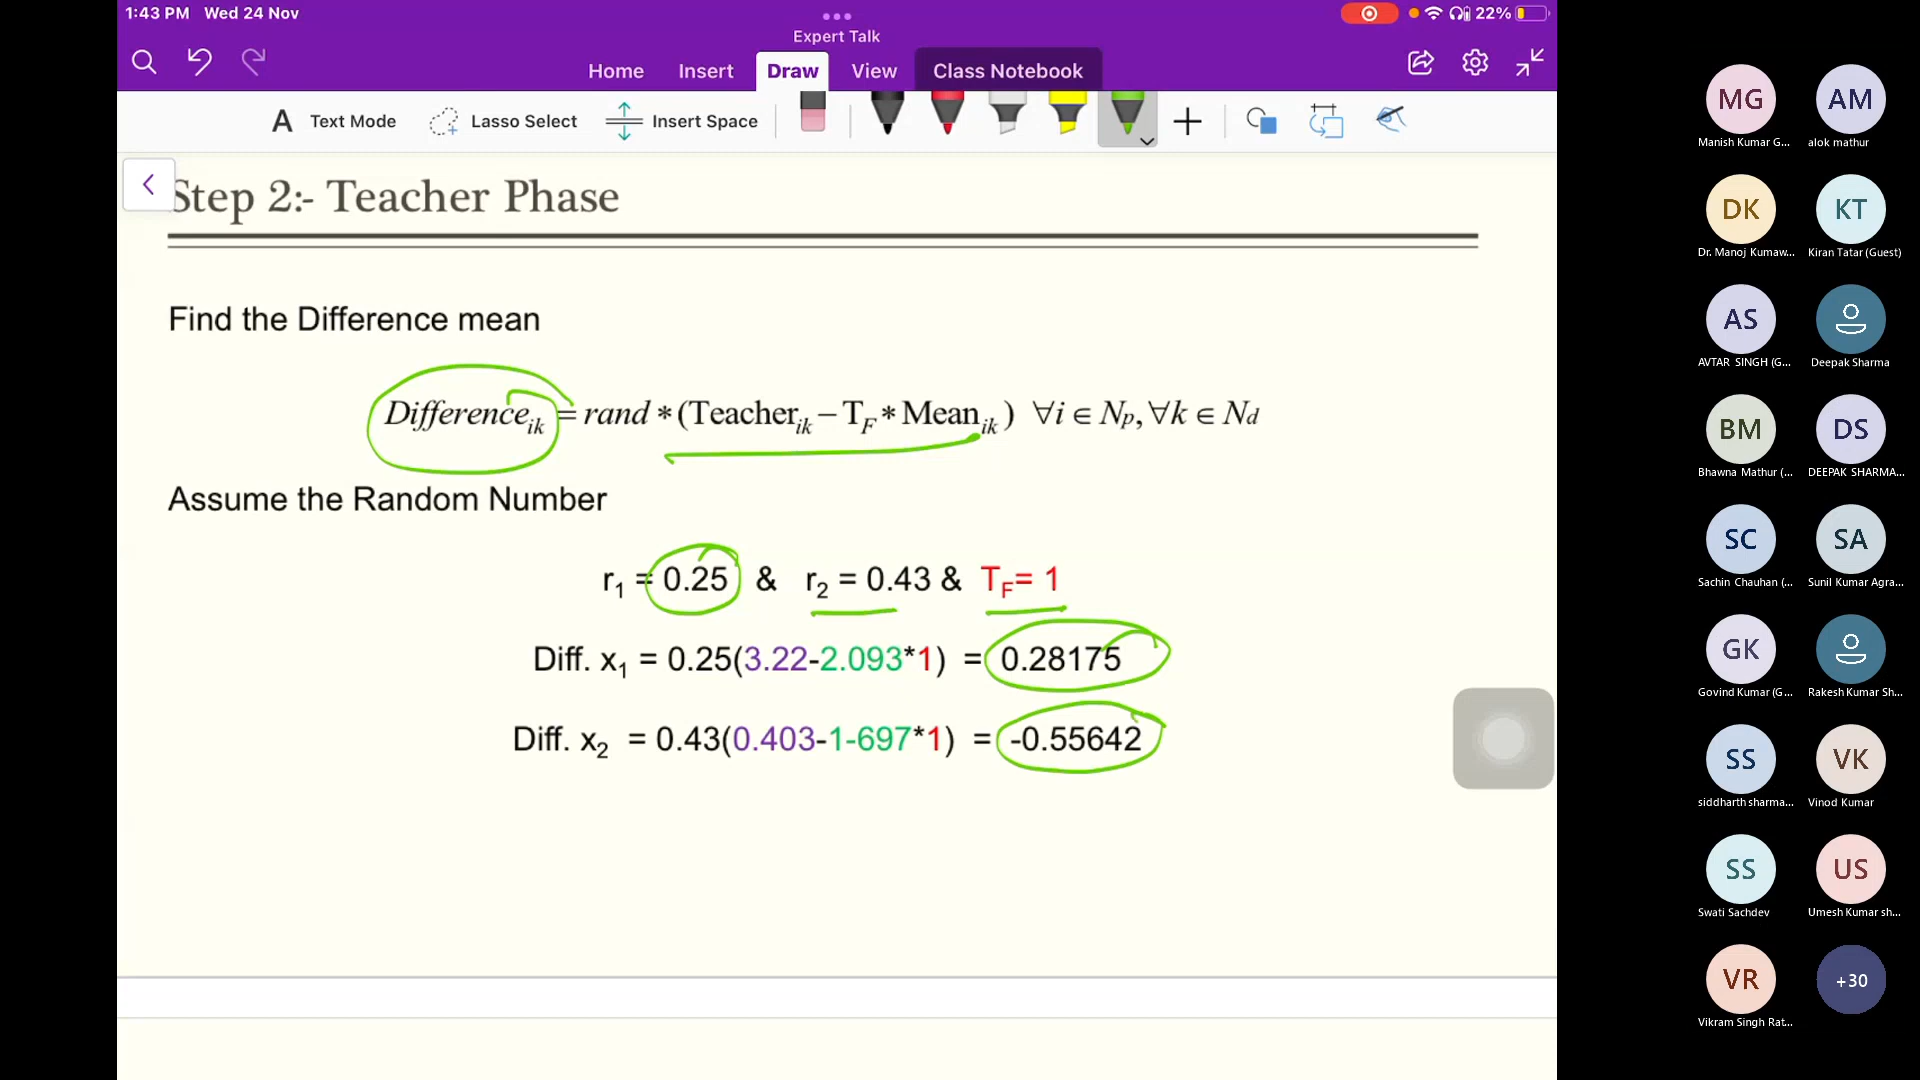 1:43 PM Wed 24 Nov
22%
Expert Talk
Home Insert Draw View Class Notebook
A Text Mode Lasso Select Insert Space
Step 2:- Teacher Phase
Find the Difference mean
Difference_ik = rand * (Teacher_ik − T_F * Mean_ik) ∀i ∈ N_p, ∀k ∈ N_d
Assume the Random Number
r₁ = 0.25 & r₂ = 0.43 & T_F= 1
Diff. x₁ = 0.25(3.22-2.093*1) = 0.28175
Diff. x₂ = 0.43(0.403-1-697*1) = -0.55642
MG AM
Manish Kumar G... alok mathur
DK KT
Dr. Manoj Kumaw... Kiran Tatar (Guest)
AS
AVTAR SINGH (G... Deepak Sharma
BM DS
Bhawna Mathur (... DEEPAK SHARMA...
SC SA
Sachin Chauhan (... Sunil Kumar Agra...
GK
Govind Kumar (G... Rakesh Kumar Sh...
SS VK
siddharth sharma... Vinod Kumar
SS US
Swati Sachdev Umesh Kumar sh...
VR +30
Vikram Singh Rat...